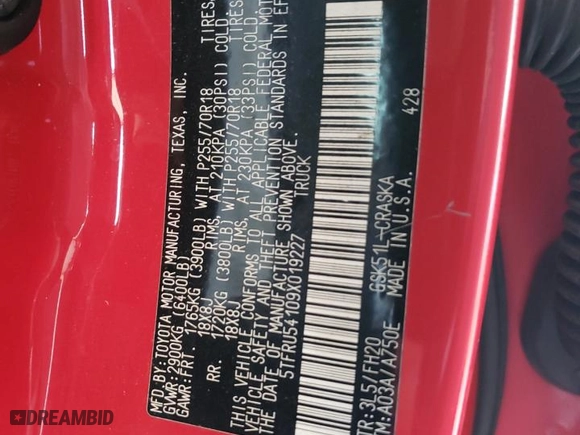 MFD.BY: TOYOTA MOTOR MANUFACTURING, TEXAS, INC.
GVWR: 2900KG (6400LB)
GAWR: FRT. 1765KG (3900LB) WITH P255/70R18 TIRES,
18X8J RIMS, AT 210KPA (30PSI) COLD.
RR. 1720KG (3800LB) WITH P255/70R18 TIRES
18X8J RIMS, AT 230KPA (33PSI) COLD.
THIS VEHICLE CONFORMS TO ALL APPLICABLE FEDERAL MOT
VEHICLE SAFETY AND THEFT PREVENTION STANDARDS IN EF
ON THE DATE OF MANUFACTURE SHOWN ABOVE.
5TFRU54109X019227 TRUCK
428
TR: 3L5/FH20 GSK51L-CRASKA
M: A03A/A750E MADE IN U.S.A.
DREAMBID